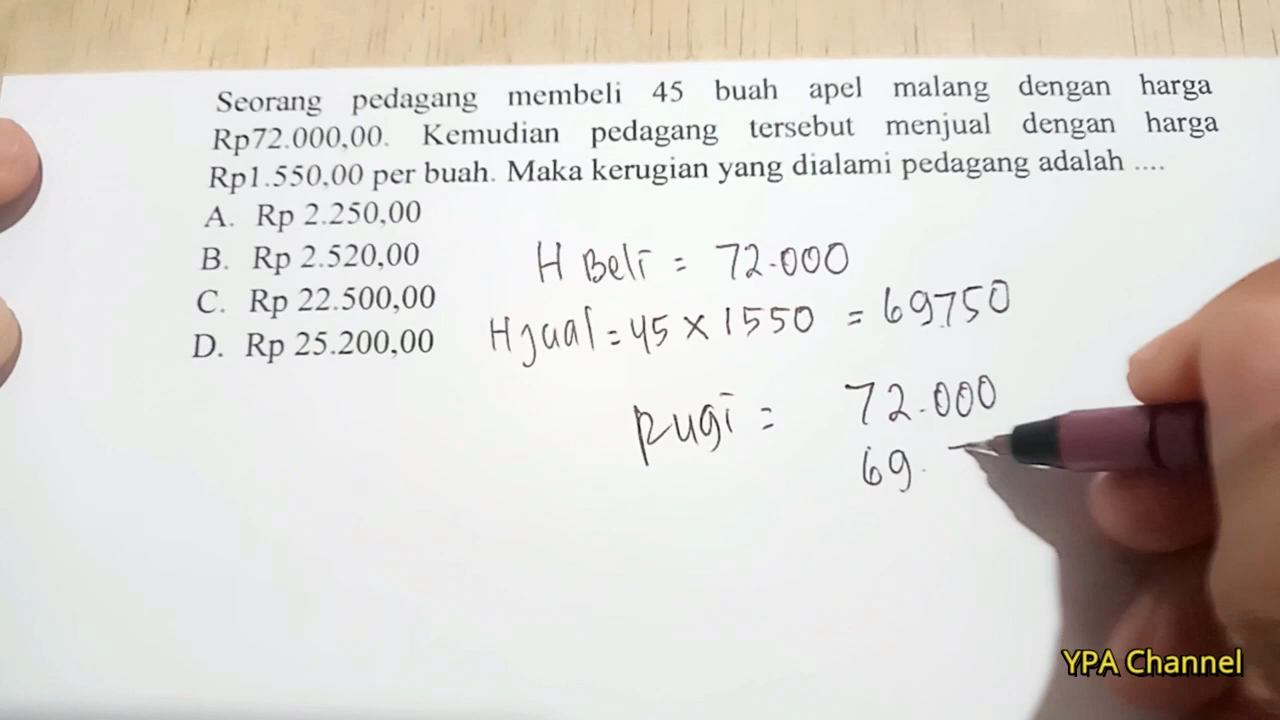 Seorang pedagang membeli 45 buah apel malang dengan harga
Rp72.000,00. Kemudian pedagang tersebut menjual dengan harga
Rp1.550,00 per buah. Maka kerugian yang dialami pedagang adalah ....
A. Rp 2.250,00
B. Rp 2.520,00
C. Rp 22.500,00
D. Rp 25.200,00
H Beli = 72.000
H jual = 45 × 1550 = 69.750
Rugi = 72.000
69.
YPA Channel